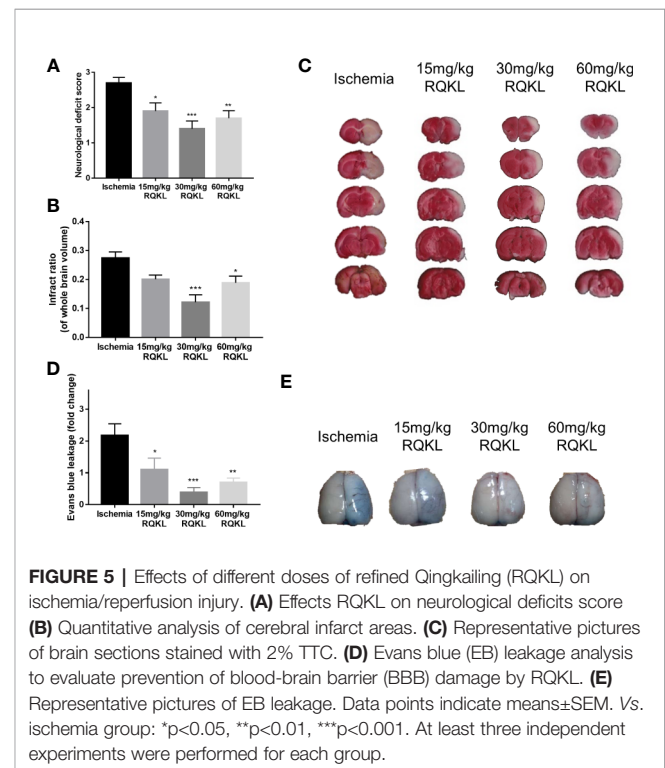 A
Neurological deficit score
3
2
1
0
*
***
**
Ischemia 15mg/kg 30mg/kg 60mg/kg
RQKL RQKL RQKL
B
Infract ratio
(of whole brain volume)
0.4
0.3
0.2
0.1
0.0
***
*
Ischemia 15mg/kg 30mg/kg 60mg/kg
RQKL RQKL RQKL
C
Ischemia 15mg/kg 30mg/kg 60mg/kg
RQKL RQKL RQKL
D
Evans blue leakage (fold change)
3
2
1
0
*
***
**
Ischemia 15mg/kg 30mg/kg 60mg/kg
RQKL RQKL RQKL
E
Ischemia 15mg/kg 30mg/kg 60mg/kg
RQKL RQKL RQKL
FIGURE 5 | Effects of different doses of refined Qingkailing (RQKL) on
ischemia/reperfusion injury. (A) Effects RQKL on neurological deficits score
(B) Quantitative analysis of cerebral infarct areas. (C) Representative pictures
of brain sections stained with 2% TTC. (D) Evans blue (EB) leakage analysis
to evaluate prevention of blood-brain barrier (BBB) damage by RQKL. (E)
Representative pictures of EB leakage. Data points indicate means±SEM. Vs.
ischemia group: *p<0.05, **p<0.01, ***p<0.001. At least three independent
experiments were performed for each group.